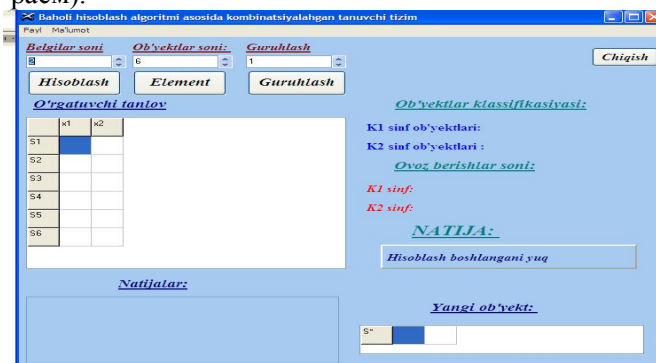 раем).
Baholi hisoblash algoritmi asosida kombinatsiyalahgan tanuvchi tizim
Fayl Ma'lumot
Belgilar soni Ob'yektlar soni: Guruhlash
2 6 1
Chiqish
Hisoblash Element Guruhlash
O'rgatuvchi tanlov
Ob'yektlar klassifikasiyasi:
x1 x2
K1 sinf ob'yektlari:
S1
K2 sinf ob'yektlari :
S2
Ovoz berishlar soni:
S3
K1 sinf:
S4
K2 sinf:
S5
S6
NATIJA:
Hisoblash boshlangani yuq
Natijalar:
Yangi ob'yekt:
S"